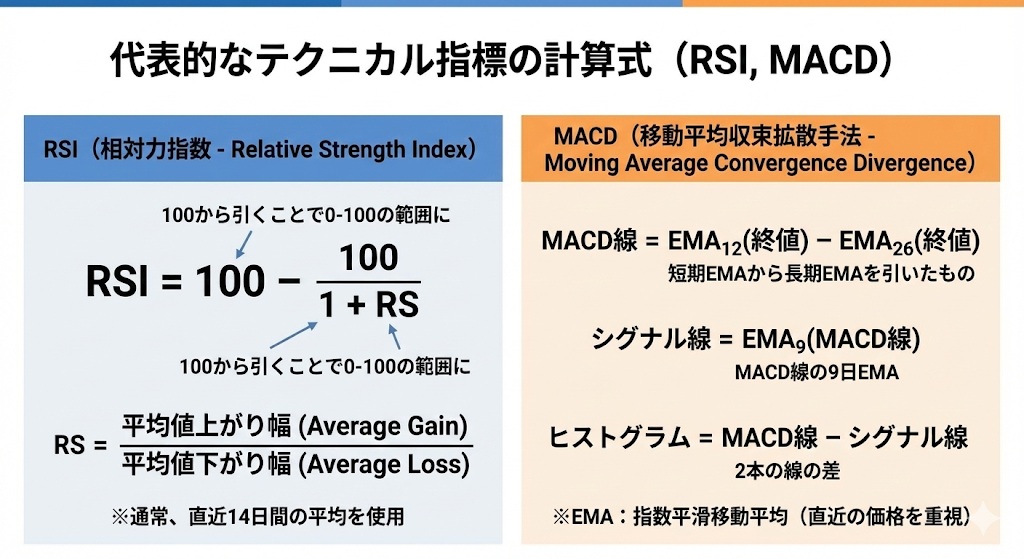 代表的なテクニカル指標の計算式（RSI, MACD）
RSI（相対力指数 - Relative Strength Index）
100から引くことで0-100の範囲に
RSI = 100 − 100 / 1 + RS
100から引くことで0-100の範囲に
RS = 平均値上がり幅 (Average Gain) / 平均値下がり幅 (Average Loss)
※通常、直近14日間の平均を使用
MACD（移動平均収束拡散手法 -
Moving Average Convergence Divergence）
MACD線 = EMA₁₂(終値) − EMA₂₆(終値)
短期EMAから長期EMAを引いたもの
シグナル線 = EMA₉(MACD線)
MACD線の9日EMA
ヒストグラム = MACD線 − シグナル線
2本の線の差
※EMA：指数平滑移動平均（直近の価格を重視）